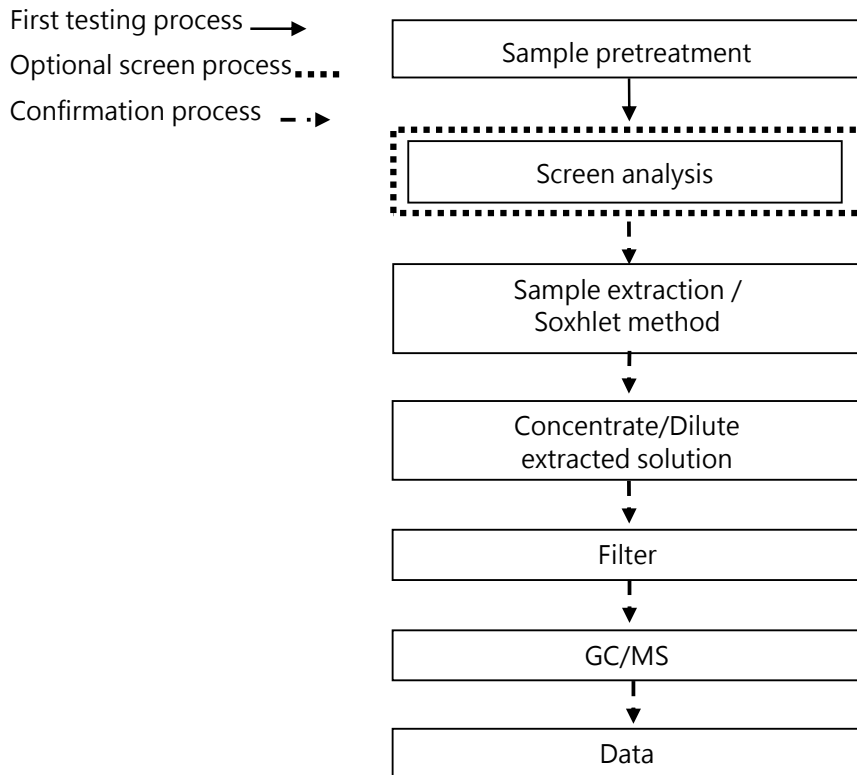 First testing process
Optional screen process
Confirmation process
Sample pretreatment
Screen analysis
Sample extraction /
Soxhlet method
Concentrate/Dilute
extracted solution
Filter
GC/MS
Data